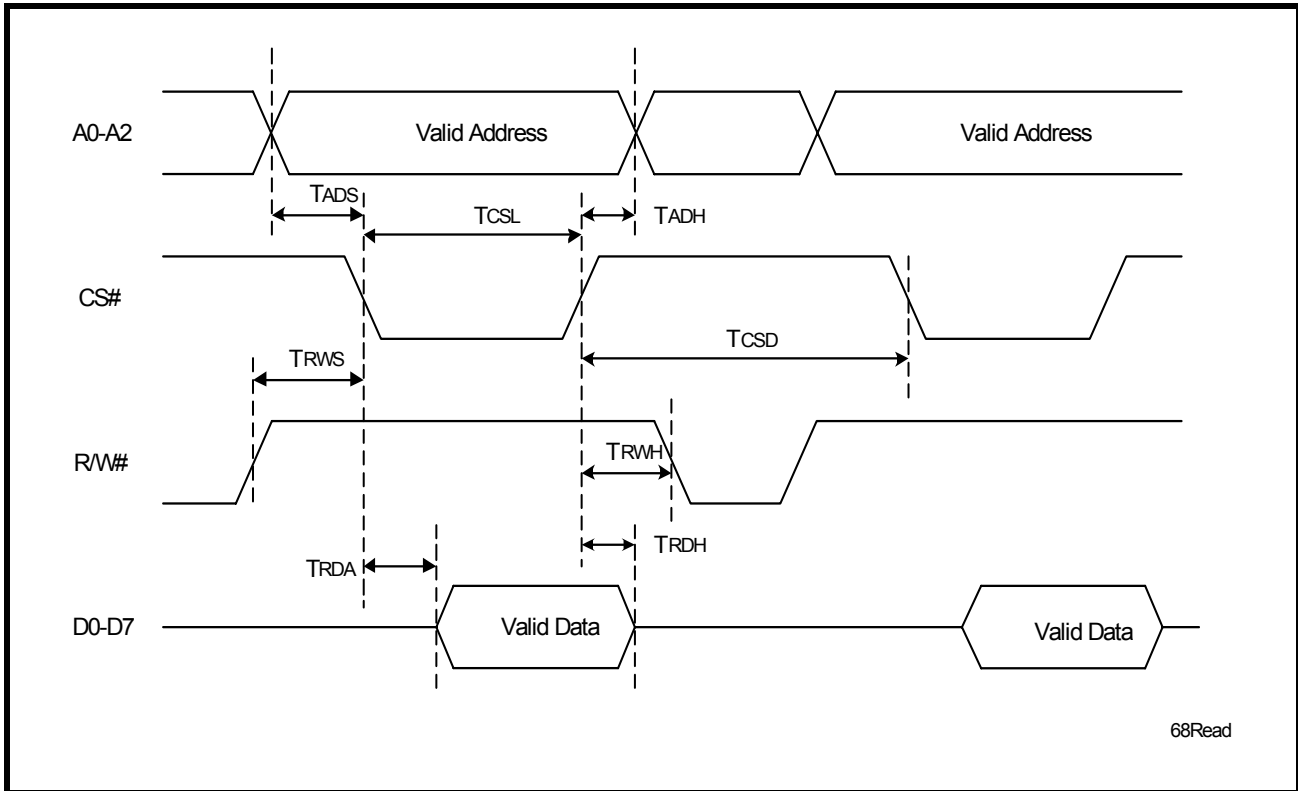 A0-A2
Valid Address
Valid Address
TADS
TCSL
TADH
CS#
TCSD
TRWS
R/W#
TRWH
TRDA
TRDH
D0-D7
Valid Data
Valid Data
68Read